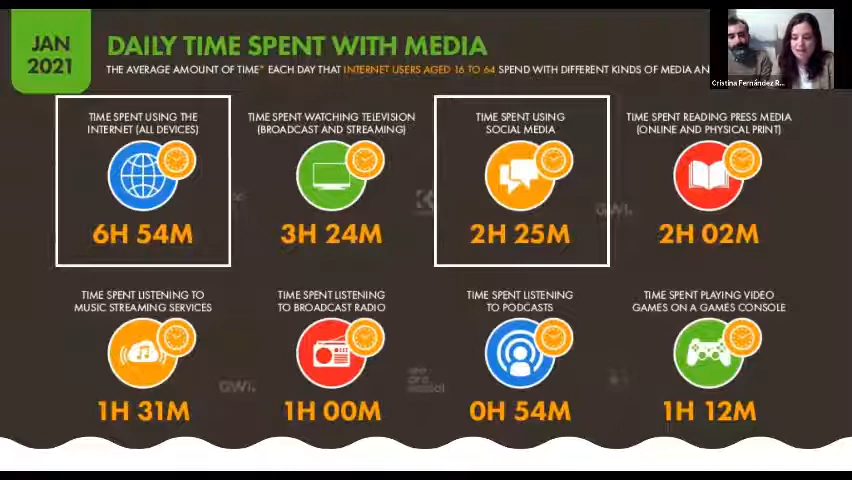 JAN
2021
DAILY TIME SPENT WITH MEDIA
THE AVERAGE AMOUNT OF TIME* EACH DAY THAT INTERNET USERS AGED 16 TO 64 SPEND WITH DIFFERENT KINDS OF MEDIA AN
Cristina Fernández R...
TIME SPENT USING THE
INTERNET (ALL DEVICES)
6H 54M
TIME SPENT WATCHING TELEVISION
(BROADCAST AND STREAMING)
3H 24M
TIME SPENT USING
SOCIAL MEDIA
2H 25M
TIME SPENT READING PRESS MEDIA
(ONLINE AND PHYSICAL PRINT)
2H 02M
GWI.
TIME SPENT LISTENING TO
MUSIC STREAMING SERVICES
1H 31M
TIME SPENT LISTENING
TO BROADCAST RADIO
1H 00M
TIME SPENT LISTENING
TO PODCASTS
0H 54M
TIME SPENT PLAYING VIDEO
GAMES ON A GAMES CONSOLE
1H 12M
GWI.
we
are
social